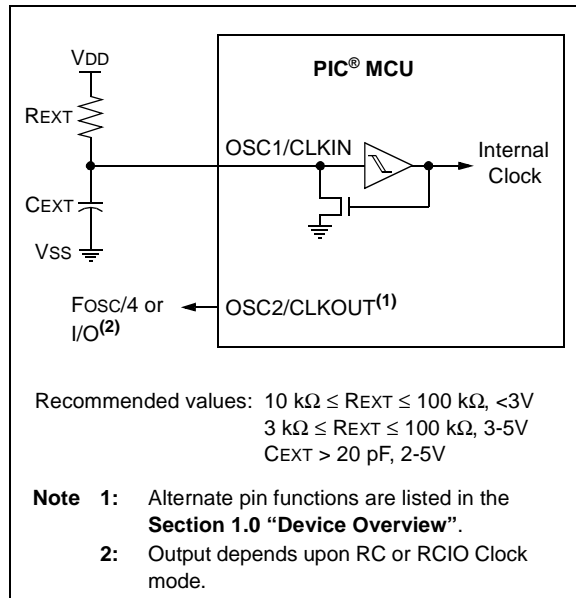 VDD
PIC® MCU
REXT
OSC1/CLKIN
Internal
Clock
CEXT
VSS
FOSC/4 or
I/O(2)
OSC2/CLKOUT(1)
Recommended values: 10 kΩ ≤ REXT ≤ 100 kΩ, <3V
3 kΩ ≤ REXT ≤ 100 kΩ, 3-5V
CEXT > 20 pF, 2-5V
Note 1: Alternate pin functions are listed in the
Section 1.0 “Device Overview”.
2: Output depends upon RC or RCIO Clock
mode.